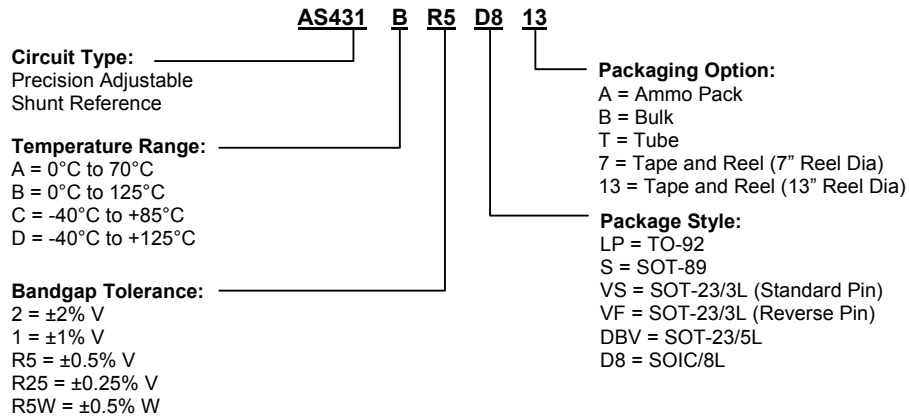 AS431 B R5 D8 13
Circuit Type:
Precision Adjustable
Shunt Reference
Temperature Range:
A = 0°C to 70°C
B = 0°C to 125°C
C = -40°C to +85°C
D = -40°C to +125°C
Bandgap Tolerance:
2 = ±2% V
1 = ±1% V
R5 = ±0.5% V
R25 = ±0.25% V
R5W = ±0.5% W
Packaging Option:
A = Ammo Pack
B = Bulk
T = Tube
7 = Tape and Reel (7” Reel Dia)
13 = Tape and Reel (13” Reel Dia)
Package Style:
LP = TO-92
S = SOT-89
VS = SOT-23/3L (Standard Pin)
VF = SOT-23/3L (Reverse Pin)
DBV = SOT-23/5L
D8 = SOIC/8L